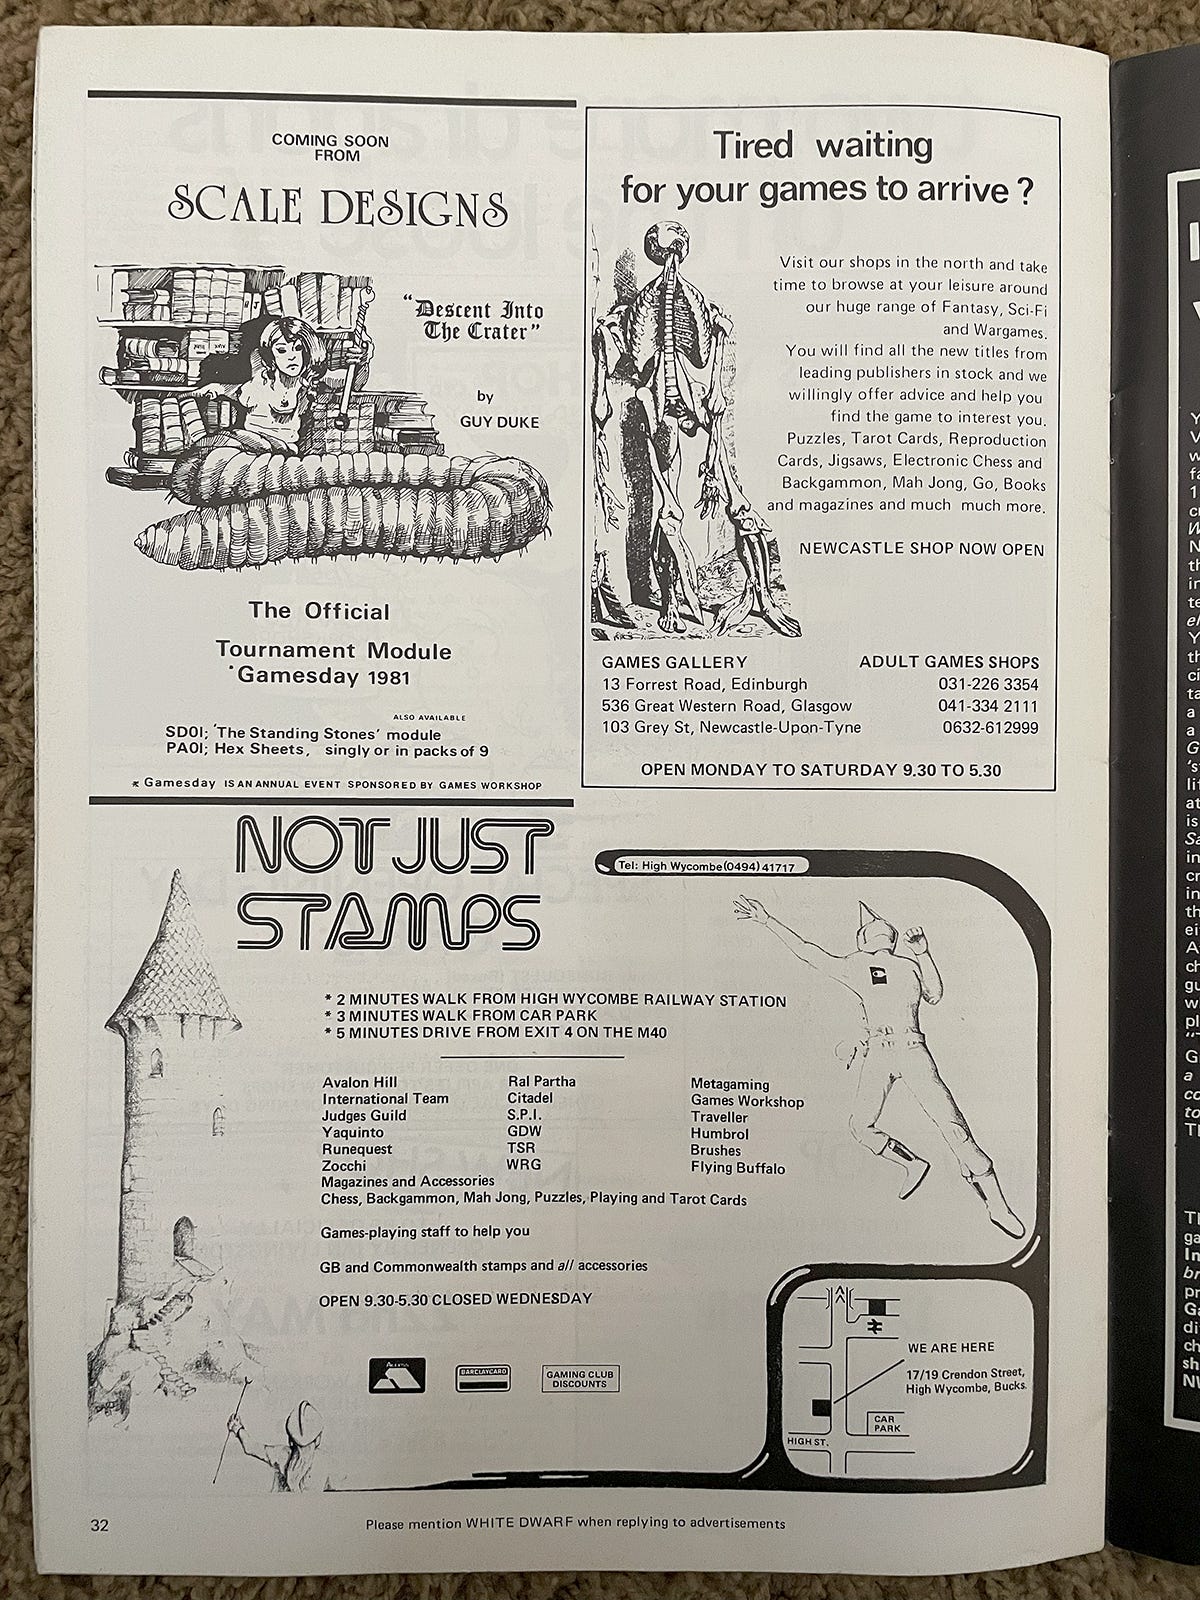 COMING SOON
FROM
SCALE DESIGNS
"Descent Into
The Crater"
by
GUY DUKE
The Official
Tournament Module
*Gamesday 1981
ALSO AVAILABLE
SD01; 'The Standing Stones' module
PA01; Hex Sheets, singly or in packs of 9
* Gamesday IS AN ANNUAL EVENT SPONSORED BY GAMES WORKSHOP
Tired waiting
for your games to arrive ?
Visit our shops in the north and take
time to browse at your leisure around
our huge range of Fantasy, Sci-Fi
and Wargames.
You will find all the new titles from
leading publishers in stock and we
willingly offer advice and help you
find the game to interest you.
Puzzles, Tarot Cards, Reproduction
Cards, Jigsaws, Electronic Chess and
Backgammon, Mah Jong, Go, Books
and magazines and much much more.
NEWCASTLE SHOP NOW OPEN
GAMES GALLERY ADULT GAMES SHOPS
13 Forrest Road, Edinburgh 031-226 3354
536 Great Western Road, Glasgow 041-334 2111
103 Grey St, Newcastle-Upon-Tyne 0632-612999
OPEN MONDAY TO SATURDAY 9.30 TO 5.30
NOT JUST
STAMPS
Tel: High Wycombe (0494) 41717
* 2 MINUTES WALK FROM HIGH WYCOMBE RAILWAY STATION
* 3 MINUTES WALK FROM CAR PARK
* 5 MINUTES DRIVE FROM EXIT 4 ON THE M40
Avalon Hill Ral Partha Metagaming
International Team Citadel Games Workshop
Judges Guild S.P.I. Traveller
Yaquinto GDW Humbrol
Runequest TSR Brushes
Zocchi WRG Flying Buffalo
Magazines and Accessories
Chess, Backgammon, Mah Jong, Puzzles, Playing and Tarot Cards
Games-playing staff to help you
GB and Commonwealth stamps and all accessories
OPEN 9.30-5.30 CLOSED WEDNESDAY
Access
BARCLAYCARD
GAMING CLUB
DISCOUNTS
WE ARE HERE
17/19 Crendon Street,
High Wycombe, Bucks.
CAR
PARK
HIGH ST.
32
Please mention WHITE DWARF when replying to advertisements